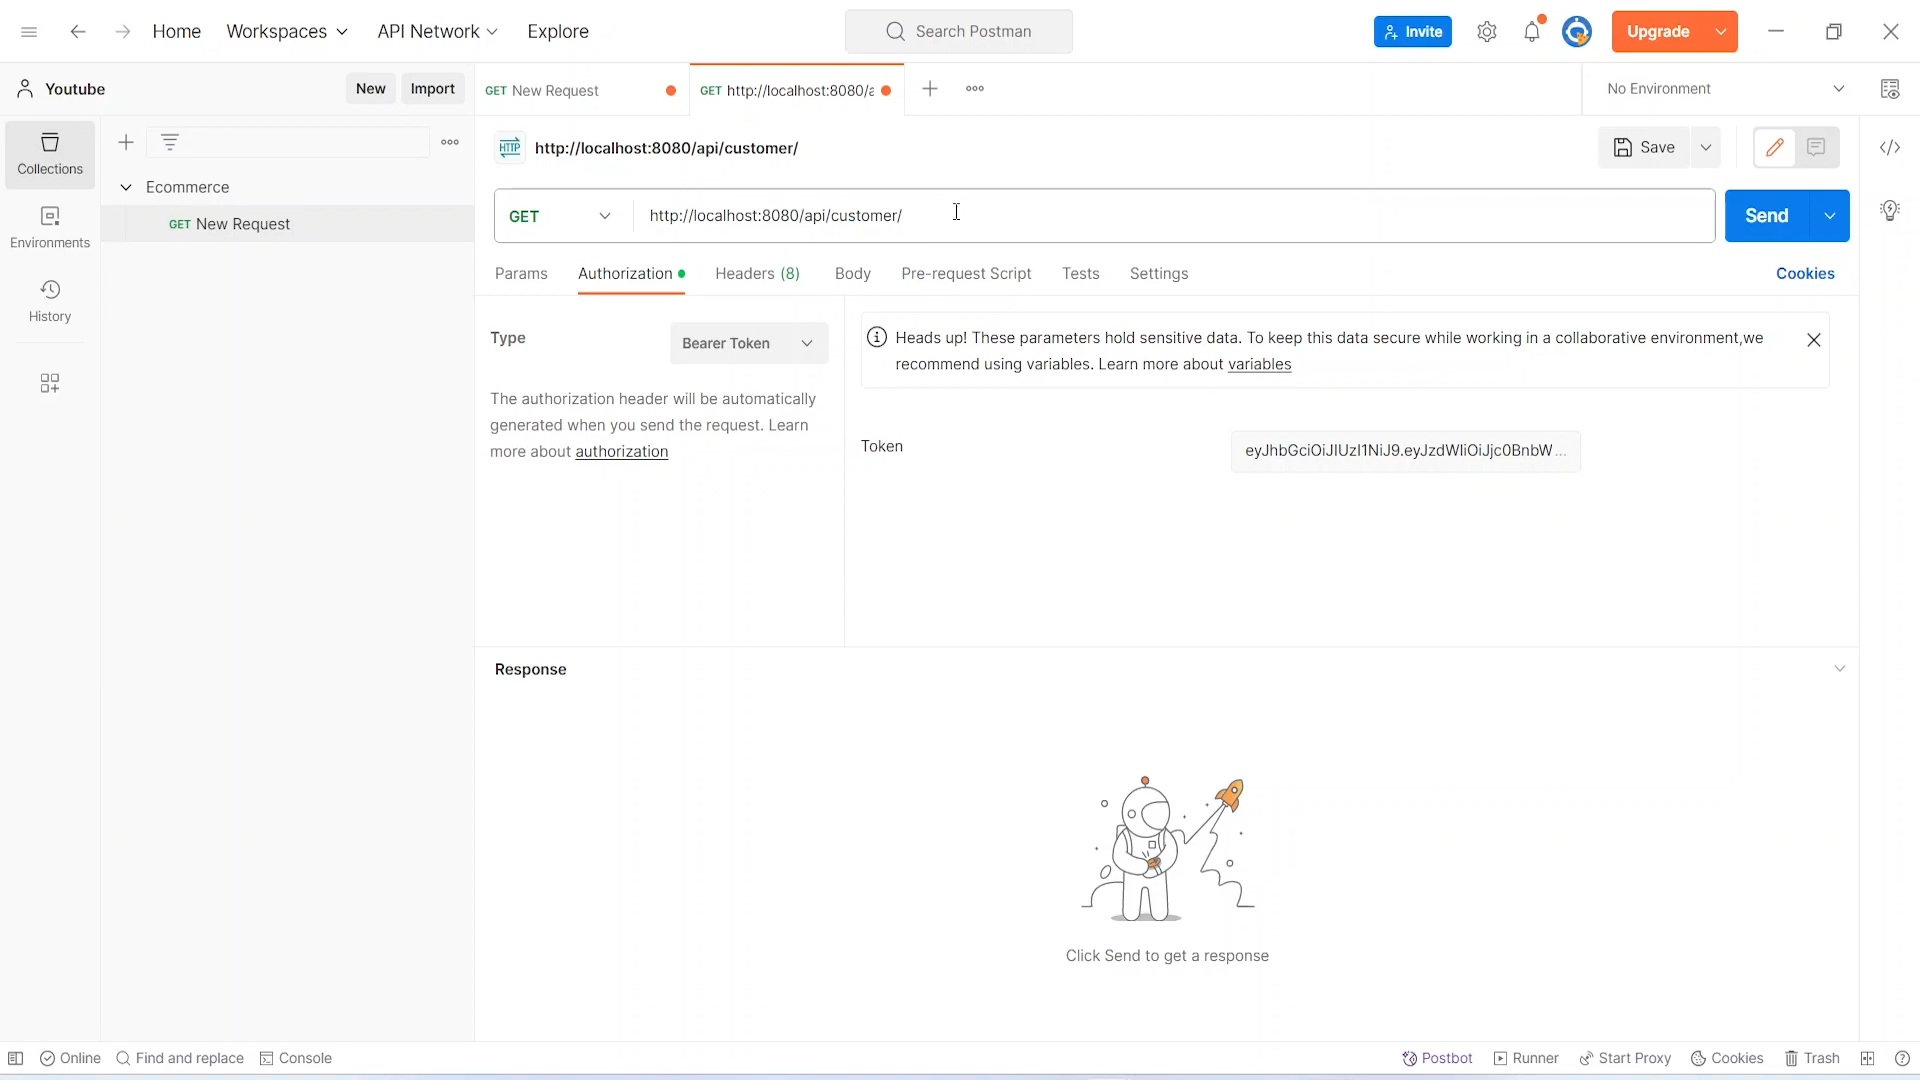 Home
Workspaces
API Network
Explore
Search Postman
Invite
Upgrade
Youtube
New
Import
GET New Request
GET http://localhost:8080/a
No Environment
Collections
Environments
History
Ecommerce
GET New Request
HTTP
http://localhost:8080/api/customer/
Save
GET
http://localhost:8080/api/customer/
Send
Params
Authorization
Headers (8)
Body
Pre-request Script
Tests
Settings
Cookies
Type
Bearer Token
The authorization header will be automatically
generated when you send the request. Learn
more about authorization
Heads up! These parameters hold sensitive data. To keep this data secure while working in a collaborative environment,we
recommend using variables. Learn more about variables
Token
eyJhbGciOiJIUzI1NiJ9.eyJzdWIiOiJjc0BnbW...
Response
Click Send to get a response
Online
Find and replace
Console
Postbot
Runner
Start Proxy
Cookies
Trash